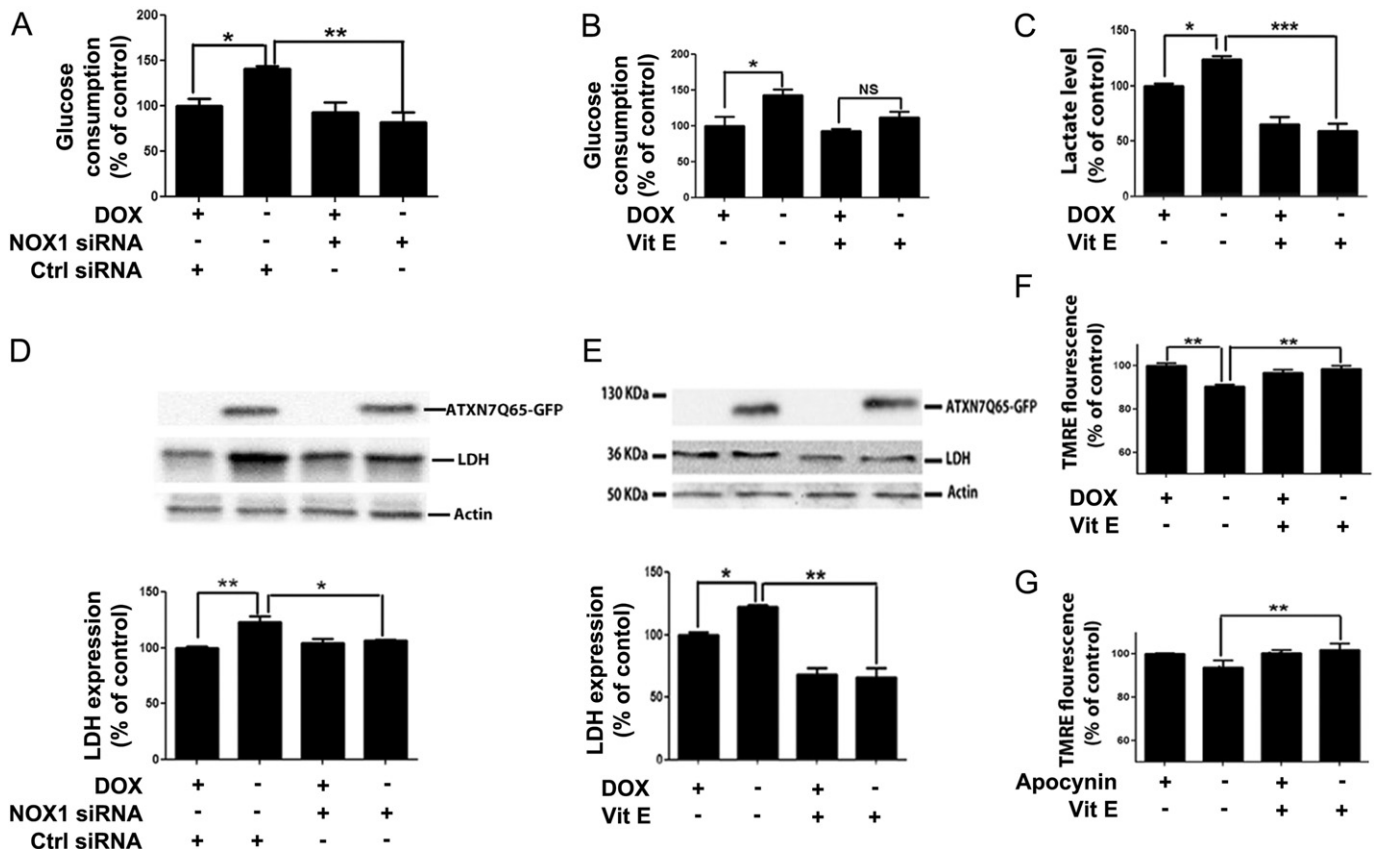 A
Glucose
consumption
(% of control)
200
150
100
50
0
*
**
DOX + - + -
NOX1 siRNA - - + +
Ctrl siRNA + + - -
B
Glucose
consumption
(% of control)
200
150
100
50
0
*
NS
DOX + - + -
Vit E - - + +
C
Lactate level
(% of control)
150
100
50
0
*
***
DOX + - + -
Vit E - - + +
D
ATXN7Q65-GFP
LDH
Actin
LDH expression
(% of control)
150
100
50
0
**
*
DOX + - + -
NOX1 siRNA - - + +
Ctrl siRNA + + - -
E
130 KDa
ATXN7Q65-GFP
36 KDa
LDH
50 KDa
Actin
LDH expression
(% of contol)
150
100
50
0
*
**
DOX + - + -
Vit E - - + +
F
TMRE flourescence
(% of control)
100
80
60
**
**
DOX + - + -
Vit E - - + +
G
TMRE flourescence
(% of control)
100
80
60
**
Apocynin + - + -
Vit E - - + +